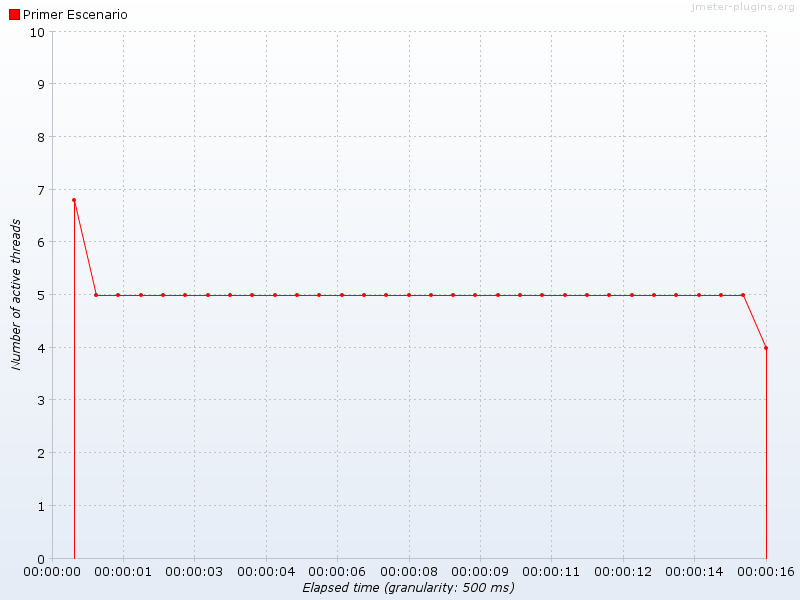 jmeter-plugins.org
Primer Escenario
10
9
8
7
6
5
4
3
2
1
0
Number of active threads
00:00:00 00:00:01 00:00:03 00:00:04 00:00:06 00:00:08 00:00:09 00:00:11 00:00:12 00:00:14 00:00:16
Elapsed time (granularity: 500 ms)